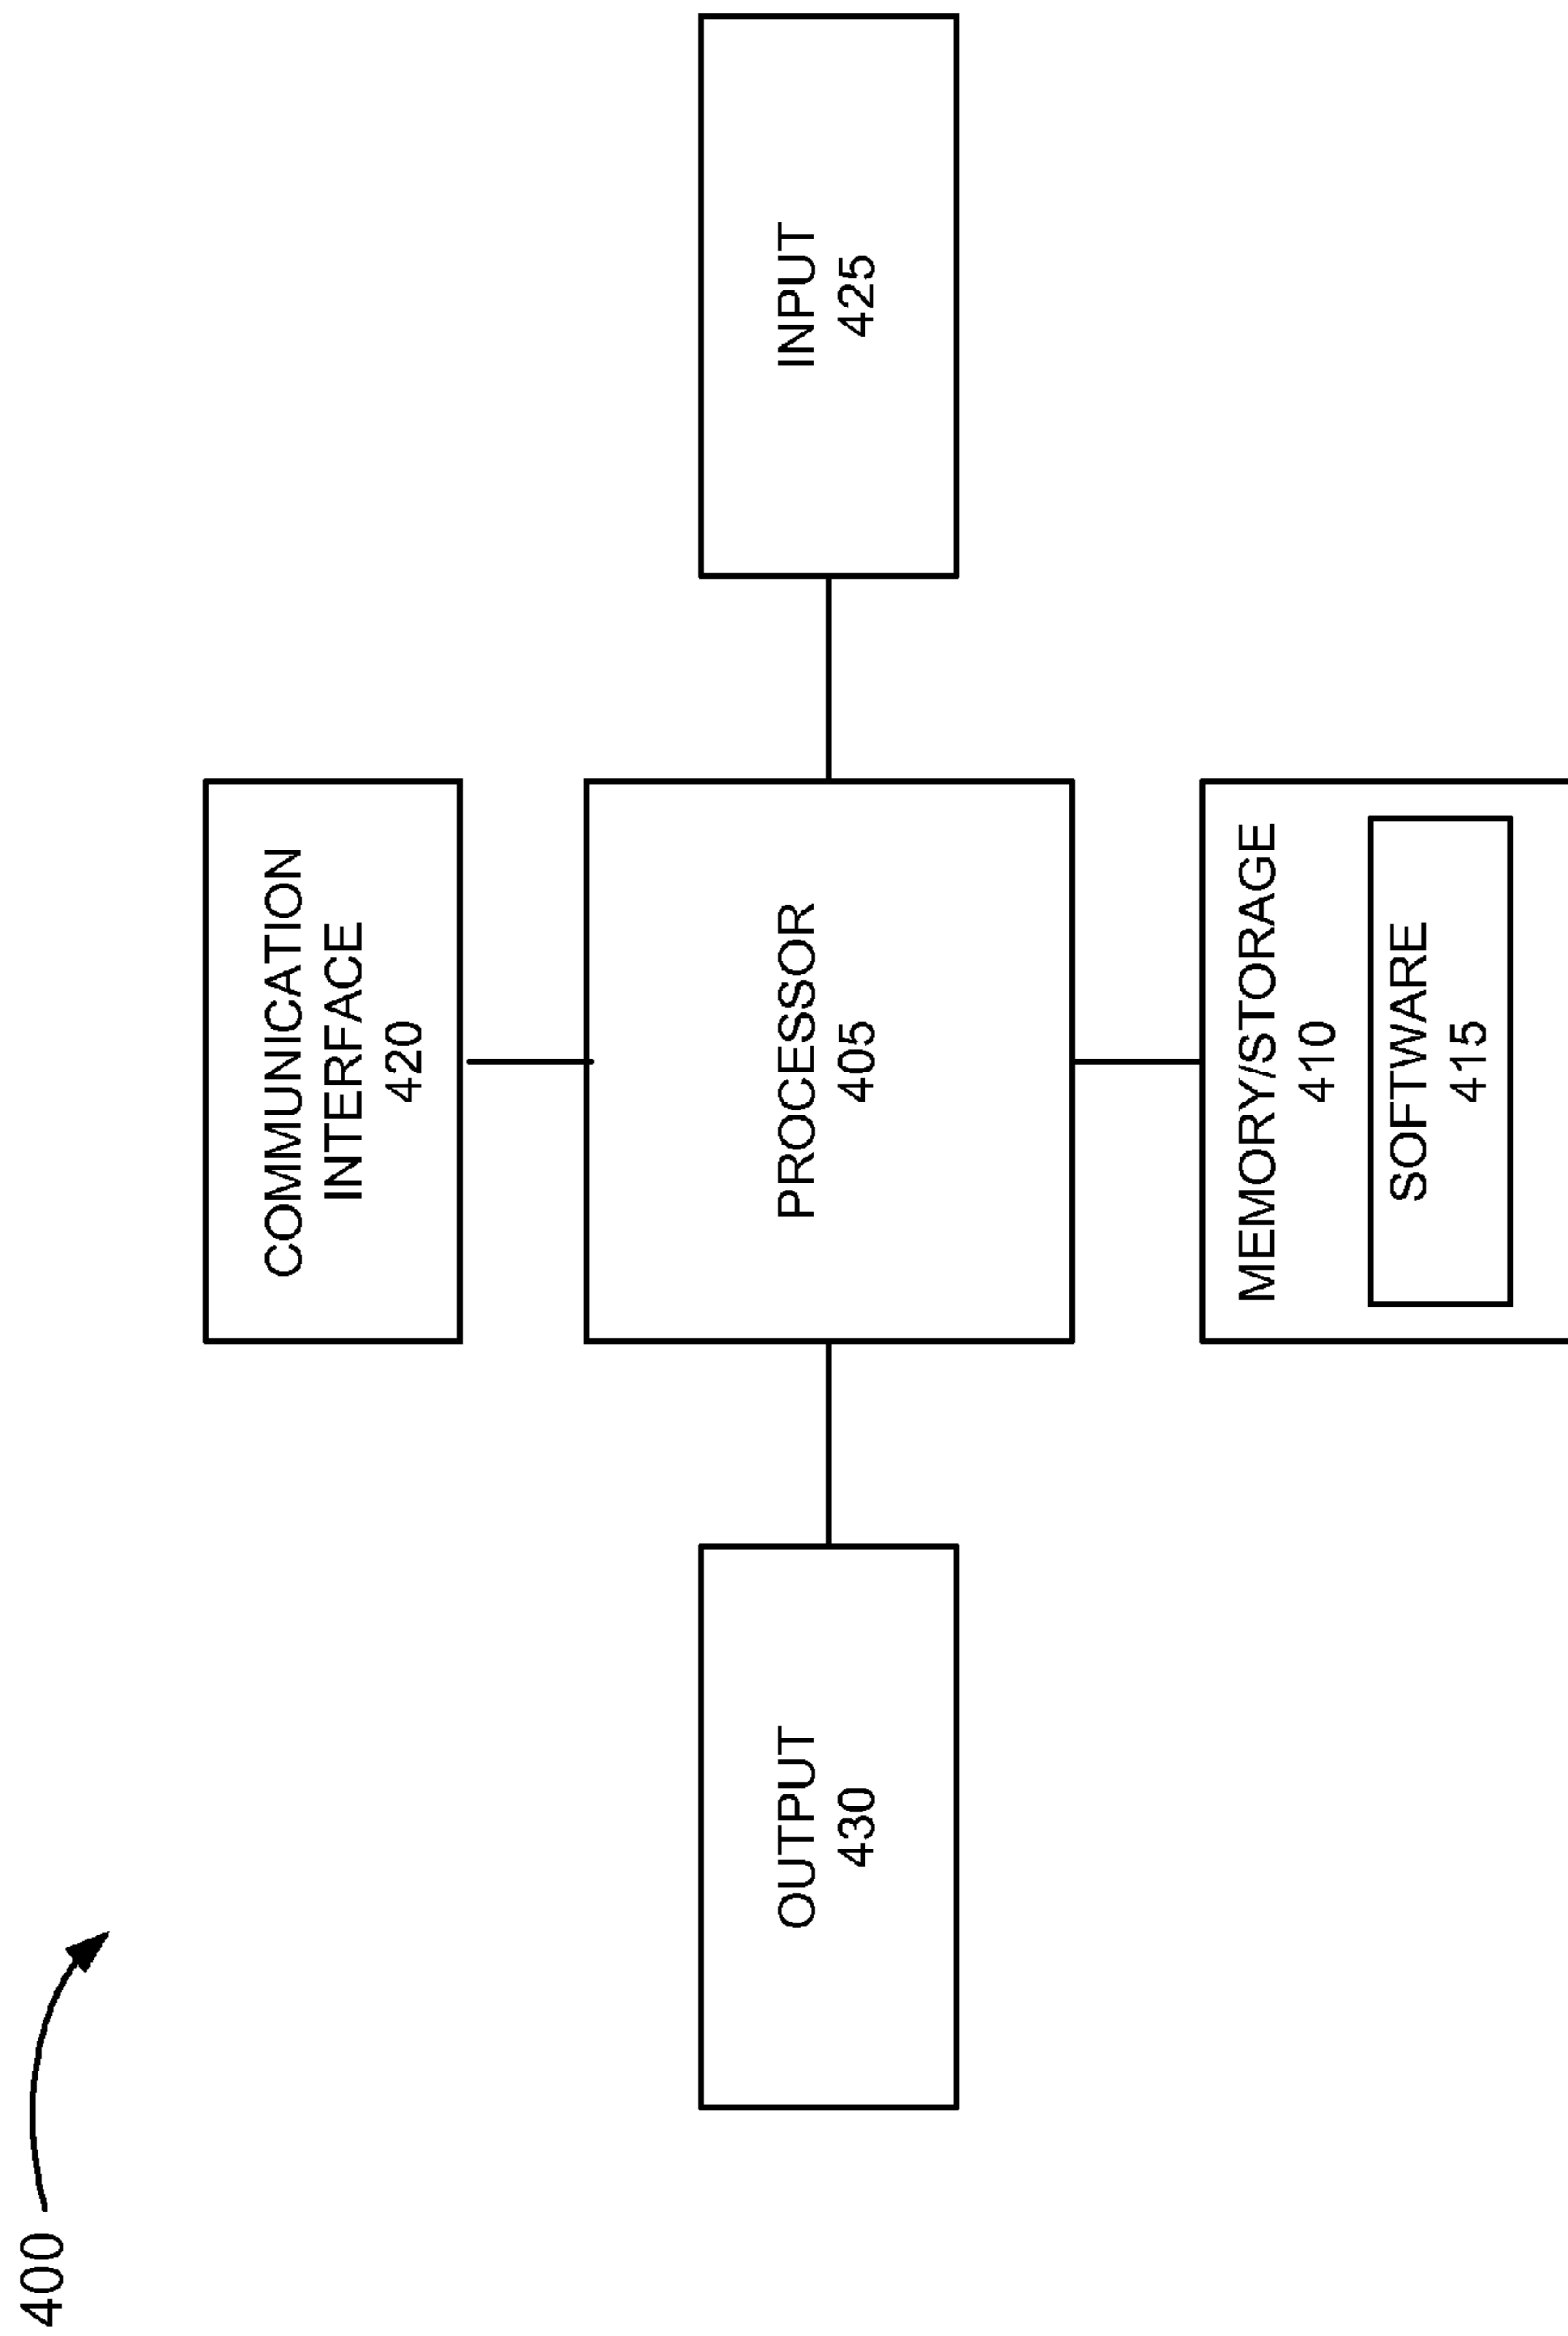 400
COMMUNICATION
INTERFACE
420
OUTPUT
430
PROCESSOR
405
INPUT
425
MEMORY/STORAGE
410
SOFTWARE
415